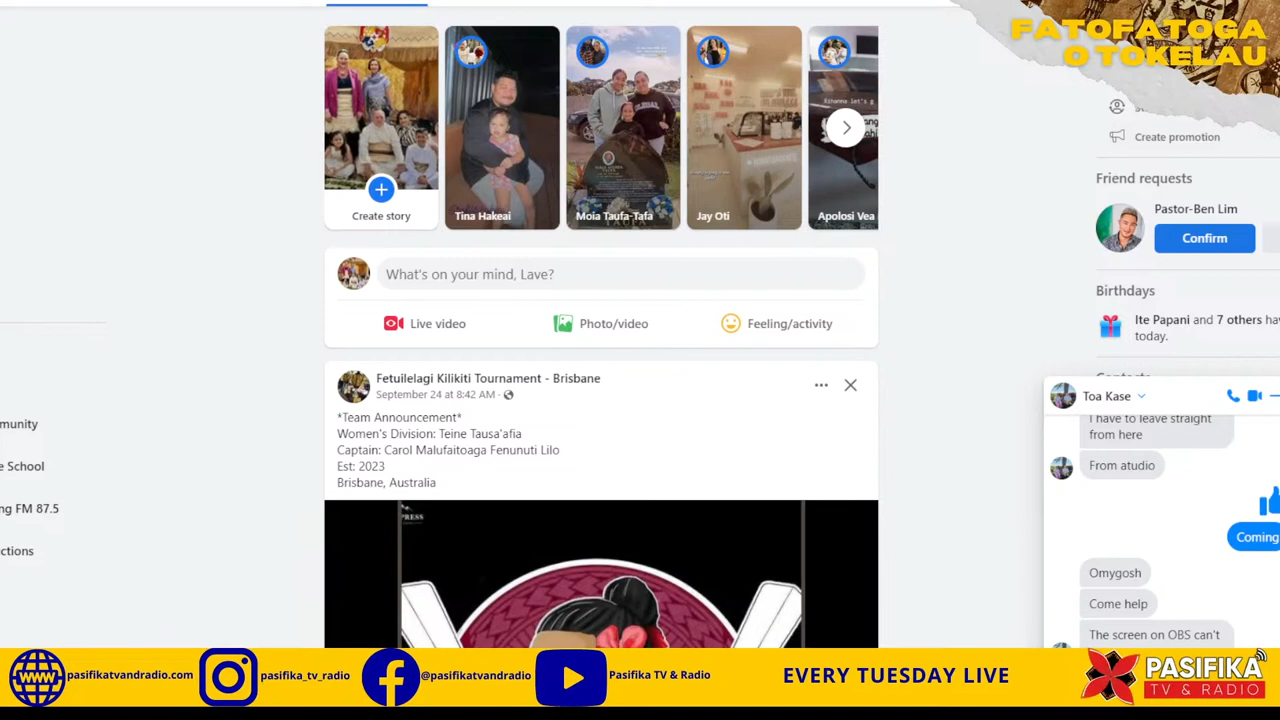 FATOFATOGA
O TOKELAU
Create promotion
Friend requests
Pastor-Ben Lim
Confirm
Birthdays
Ite Papani and 7 others
today.
Create story
Tina Hakeai
Moia Taufa-Tafa
Jay Oti
Apolosi Vea
Rihanna let's g
What's on your mind, Lave?
Live video
Photo/video
Feeling/activity
Fetuilelagi Kilikiti Tournament - Brisbane
September 24 at 8:42 AM ·
*Team Announcement*
Women's Division: Teine Tausa'afia
Captain: Carol Malufaitoaga Fenunuti Lilo
Est: 2023
Brisbane, Australia
PRESS
munity
e School
ng FM 87.5
ctions
Toa Kase
I have to leave straight
from here
From atudio
Coming
Omygosh
Come help
The screen on OBS can't
www
pasifikatvandradio.com
pasifika_tv_radio
@pasifikatvandradio
Pasifika TV & Radio
EVERY TUESDAY LIVE
PASIFIKA
TV & RADIO